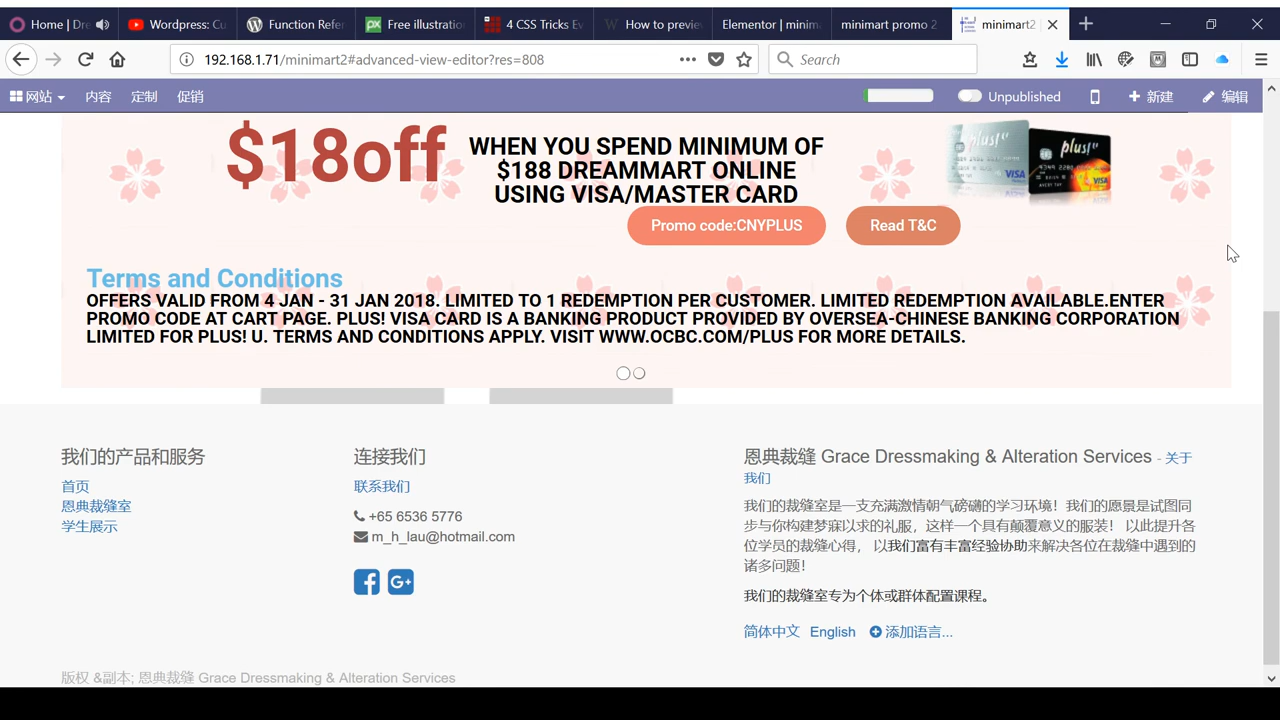 Home | Dre
Wordpress: Cu
Function Refer
Free illustration
4 CSS Tricks Ev
How to preview
Elementor | minim
minimart promo 2
minimart2
192.168.1.71/minimart2#advanced-view-editor?res=808
Search
网站 内容 定制 促销 Unpublished 新建 编辑
$18off
WHEN YOU SPEND MINIMUM OF
$188 DREAMMART ONLINE
USING VISA/MASTER CARD
plus!
VISA
plus!
VISA
Promo code:CNYPLUS
Read T&C
Terms and Conditions
OFFERS VALID FROM 4 JAN - 31 JAN 2018. LIMITED TO 1 REDEMPTION PER CUSTOMER. LIMITED REDEMPTION AVAILABLE.ENTER
PROMO CODE AT CART PAGE. PLUS! VISA CARD IS A BANKING PRODUCT PROVIDED BY OVERSEA-CHINESE BANKING CORPORATION
LIMITED FOR PLUS! U. TERMS AND CONDITIONS APPLY. VISIT WWW.OCBC.COM/PLUS FOR MORE DETAILS.
我们的产品和服务
首页
恩典裁缝室
学生展示
连接我们
联系我们
+65 6536 5776
m_h_lau@hotmail.com
恩典裁缝 Grace Dressmaking & Alteration Services - 关于
我们
我们的裁缝室是一支充满激情朝气磅礴的学习环境！我们的愿景是试图同
步与你构建梦寐以求的礼服，这样一个具有颠覆意义的服装！ 以此提升各
位学员的裁缝心得， 以我们富有丰富经验协助来解决各位在裁缝中遇到的
诸多问题！
我们的裁缝室专为个体或群体配置课程。
简体中文 English 添加语言...
版权 &副本; 恩典裁缝 Grace Dressmaking & Alteration Services